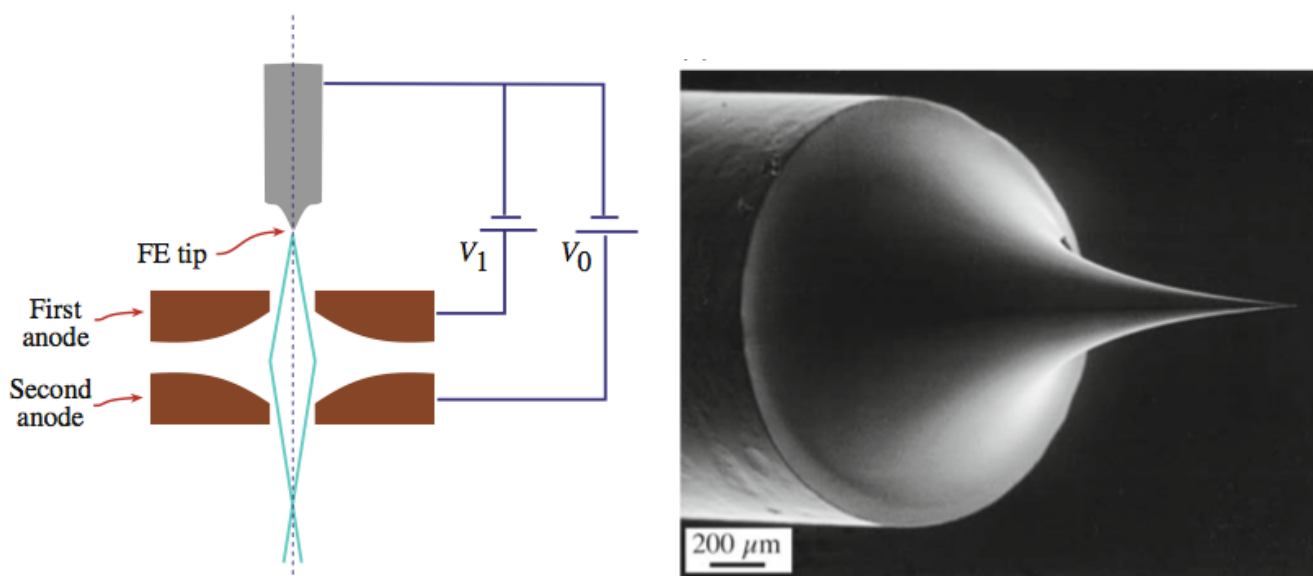 FE tip
V1
V0
First
anode
Second
anode
200 μm